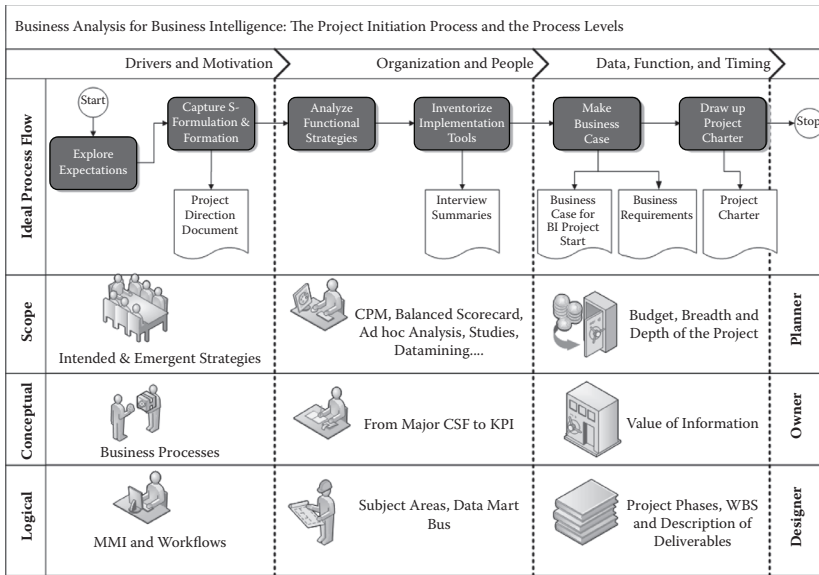 Business Analysis for Business Intelligence: The Project Initiation Process and the Process Levels
Drivers and Motivation
Organization and People
Data, Function, and Timing
Ideal Process Flow
Start
Explore
Expectations
Capture S-
Formulation &
Formation
Analyze
Functional
Strategies
Inventorize
Implementation
Tools
Make
Business
Case
Draw up
Project
Charter
Stop
Project
Direction
Document
Interview
Summaries
Business
Case for
BI Project
Start
Business
Requirements
Project
Charter
Scope
Intended & Emergent Strategies
CPM, Balanced Scorecard,
Ad hoc Analysis, Studies,
Datamining....
Budget, Breadth and
Depth of the Project
Planner
Conceptual
Business Processes
From Major CSF to KPI
Value of Information
Owner
Logical
MMI and Workflows
Subject Areas, Data Mart
Bus
Project Phases, WBS
and Description of
Deliverables
Designer